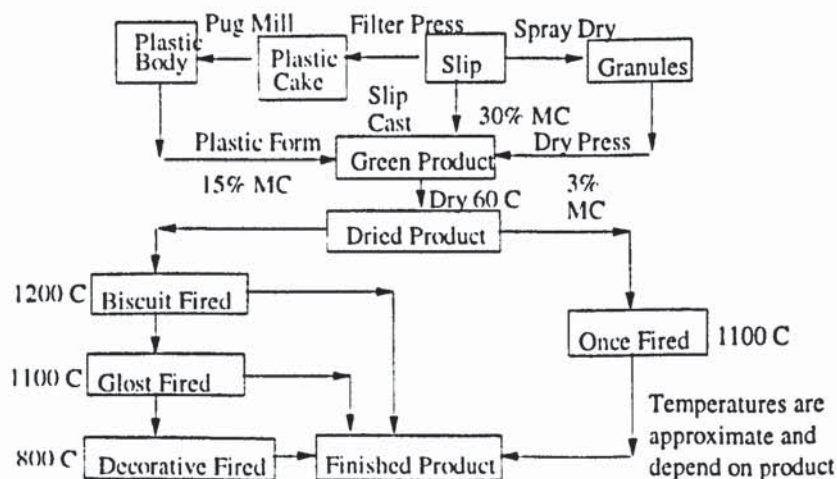 Pug Mill
Filter Press
Spray Dry
Plastic
Body
Plastic
Cake
Slip
Granules
Slip
Cast
30% MC
Plastic Form
Green Product
Dry Press
15% MC
3%
MC
Dry 60 C
Dried Product
1200 C
Biscuit Fired
Once Fired
1100 C
1100 C
Glost Fired
Temperatures are
approximate and
depend on product
800 C
Decorative Fired
Finished Product